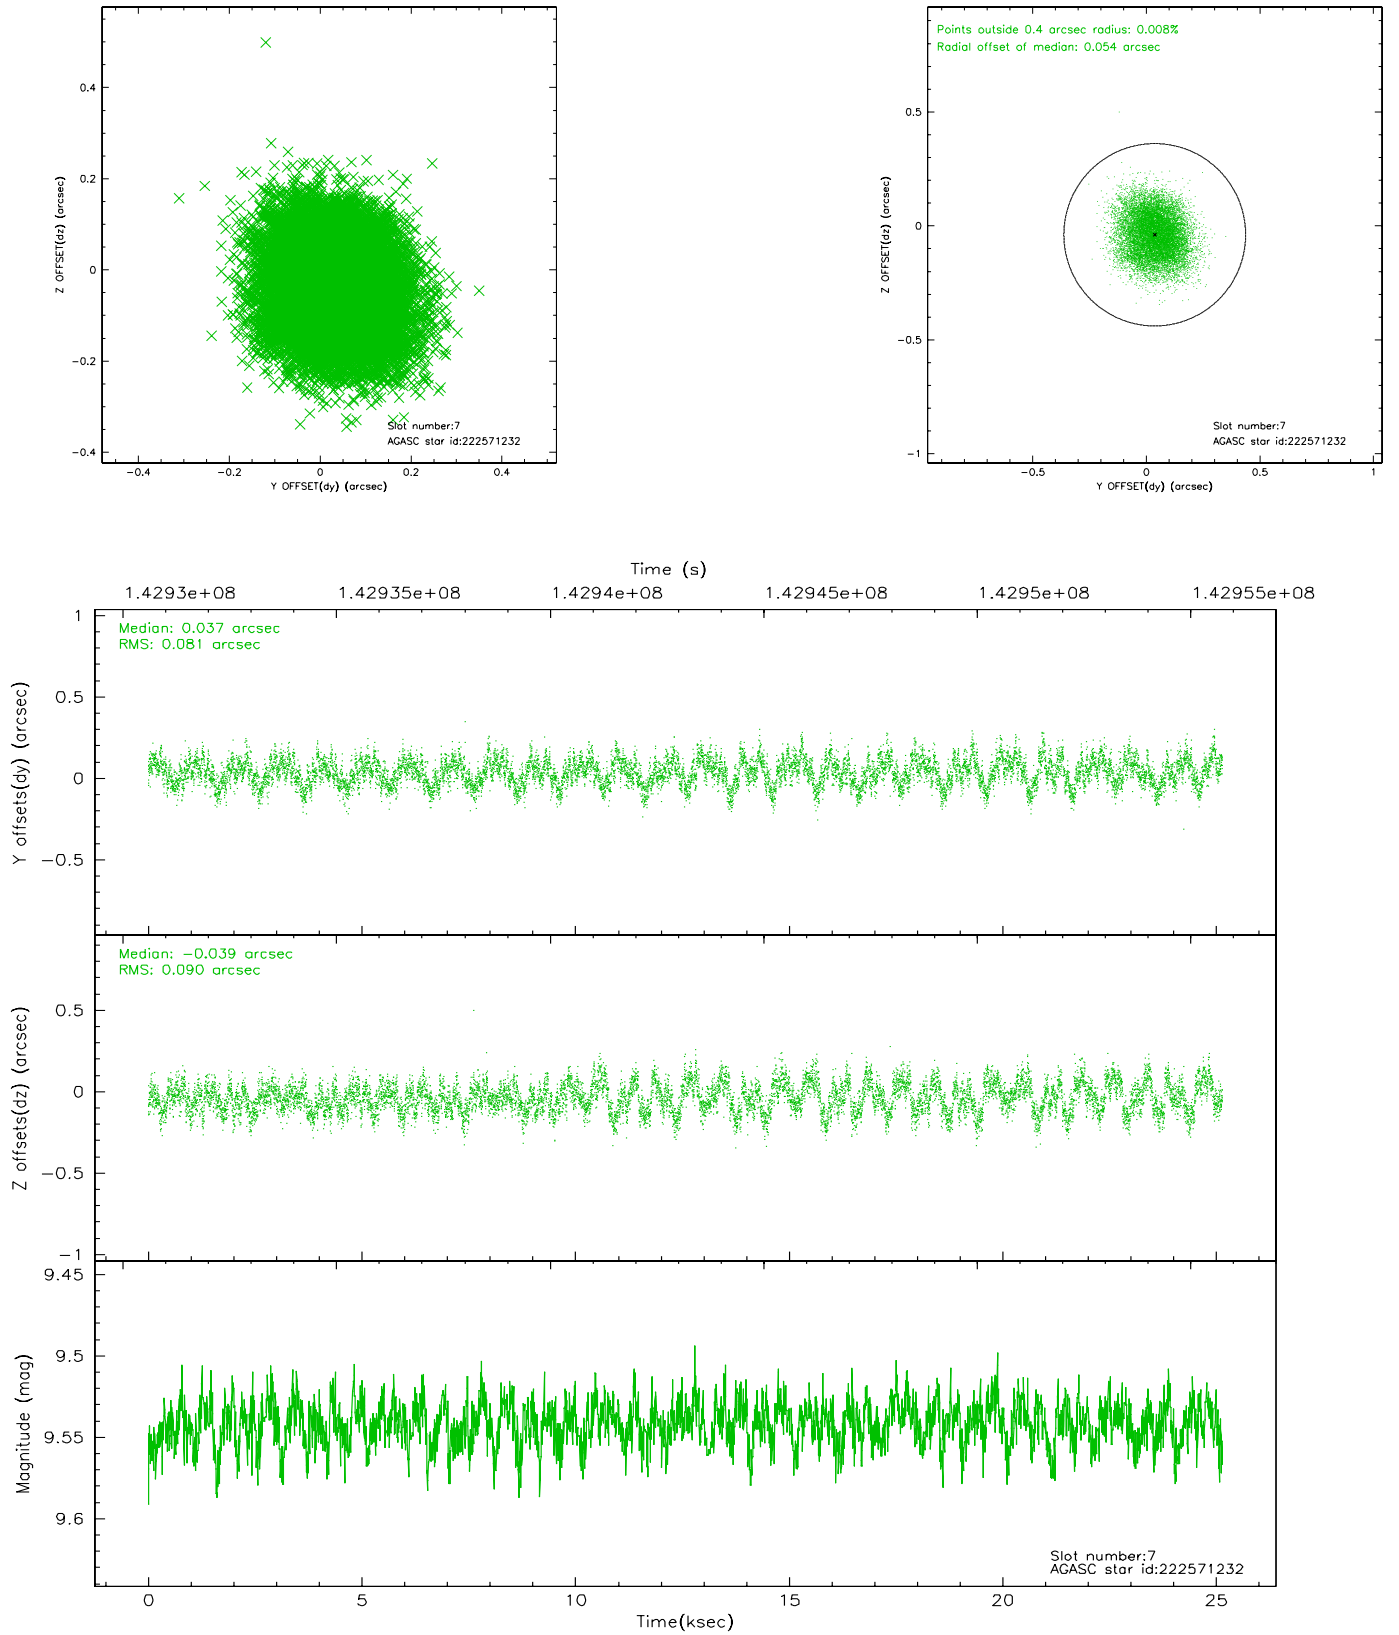 0.4
0.2
0
-0.2
-0.4
Z OFFSET(dz) (arcsec)
-0.4 -0.2 0 0.2 0.4
Y OFFSET(dy) (arcsec)
Slot number:7
AGASC star id:222571232
Points outside 0.4 arcsec radius: 0.008%
Radial offset of median: 0.054 arcsec
0.5
0
-0.5
-1
Z OFFSET(dz) (arcsec)
-0.5 0 0.5 1
Y OFFSET(dy) (arcsec)
Slot number:7
AGASC star id:222571232
Time (s)
1.4293e+08 1.42935e+08 1.4294e+08 1.42945e+08 1.4295e+08 1.42955e+08
Median: 0.037 arcsec
RMS: 0.081 arcsec
1
0.5
0
-0.5
Y offsets(dy) (arcsec)
Median: -0.039 arcsec
RMS: 0.090 arcsec
0.5
0
-0.5
-1
Z offsets(dz) (arcsec)
9.45
9.5
9.55
9.6
Magnitude (mag)
Slot number:7
AGASC star id:222571232
0 5 10 15 20 25
Time(ksec)